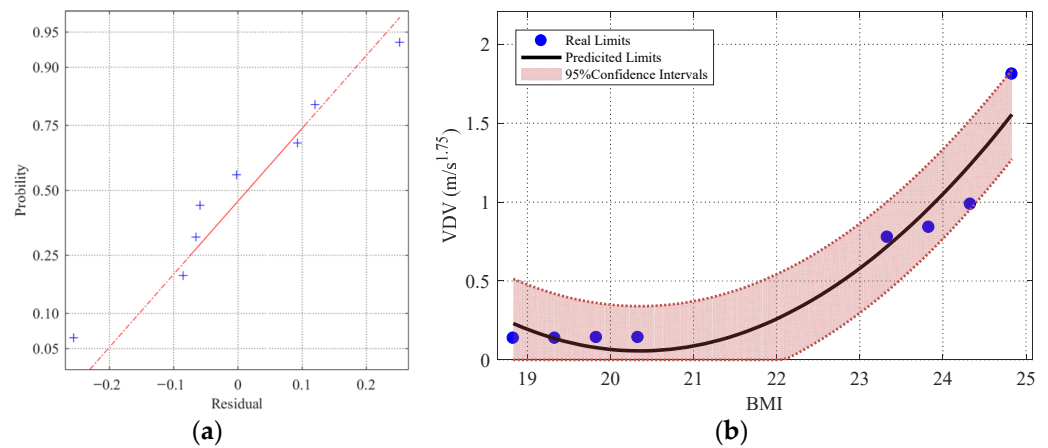 0.95
0.90
0.75
0.50
0.25
0.10
0.05
Probility
−0.2
−0.1
0
0.1
0.2
Residual
(a)
2
1.5
1
0.5
0
VDV (m/s^1.75)
Real Limits
Predicited Limits
95%Confidence Intervals
19
20
21
22
23
24
25
BMI
(b)